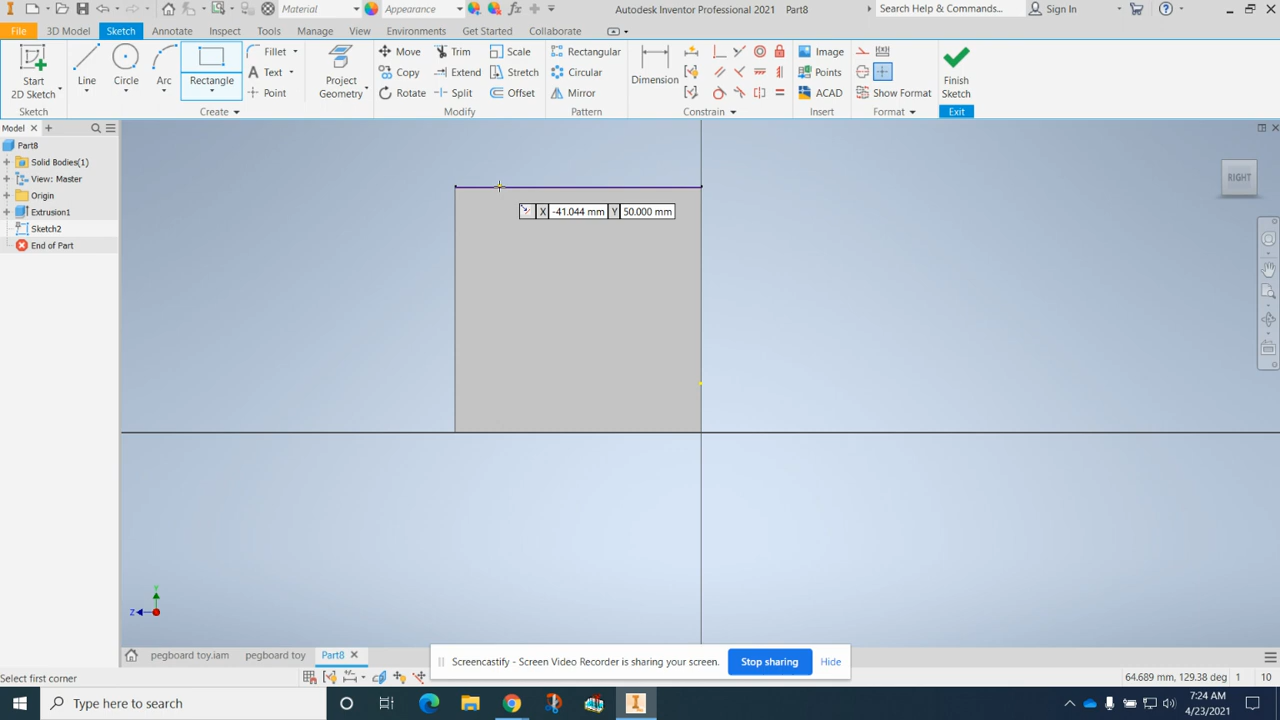 Material
Appearance
Autodesk Inventor Professional 2021 Part8
Search Help & Commands...
Sign In
File
3D Model
Sketch
Annotate
Inspect
Tools
Manage
View
Environments
Get Started
Collaborate
Start
2D Sketch
Line
Circle
Arc
Rectangle
Fillet
Text
Point
Project
Geometry
Move
Copy
Rotate
Trim
Extend
Split
Scale
Stretch
Offset
Rectangular
Circular
Mirror
Dimension
Image
Points
ACAD
Show Format
Finish
Sketch
Sketch
Create
Modify
Pattern
Constrain
Insert
Format
Exit
Model
Part8
Solid Bodies(1)
View: Master
Origin
Extrusion1
Sketch2
End of Part
X -41.044 mm Y 50.000 mm
RIGHT
Y
Z
pegboard toy.iam
pegboard toy
Part8
Screencastify - Screen Video Recorder is sharing your screen.
Stop sharing
Hide
Select first corner
64.689 mm, 129.38 deg 1 10
Type here to search
7:24 AM
4/23/2021